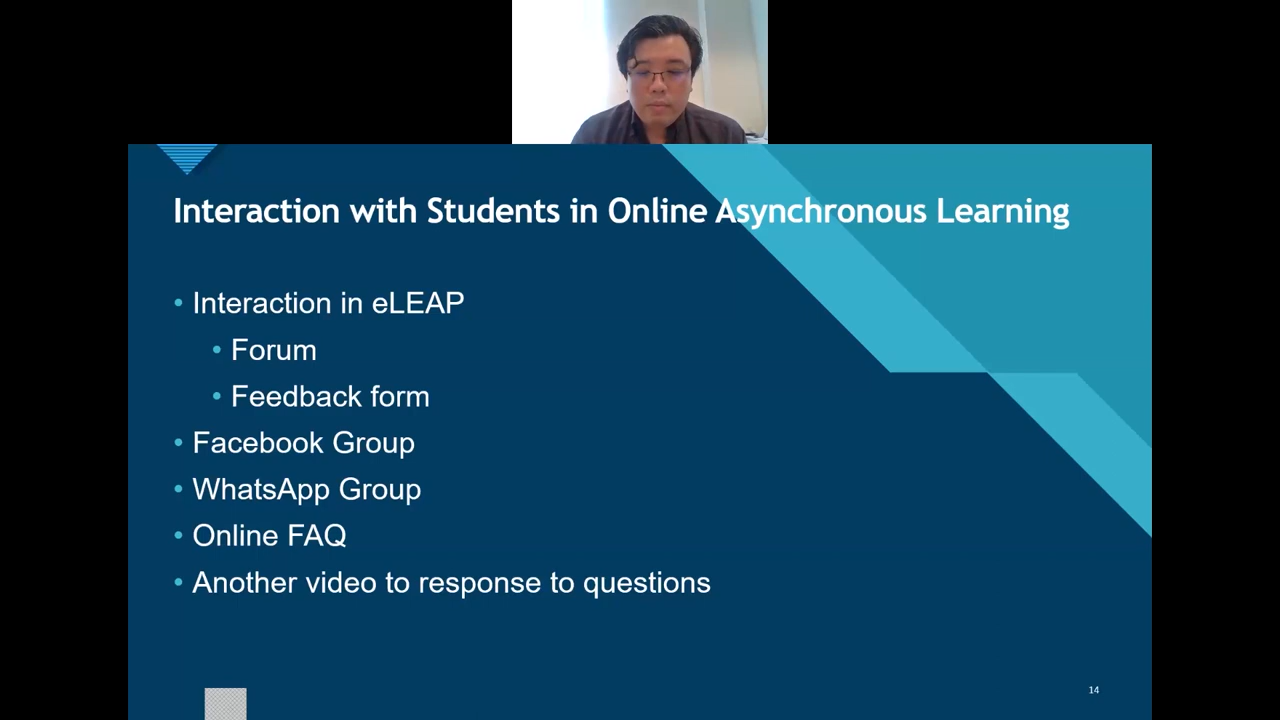 Interaction with Students in Online Asynchronous Learning
• Interaction in eLEAP
• Forum
• Feedback form
• Facebook Group
• WhatsApp Group
• Online FAQ
• Another video to response to questions
14